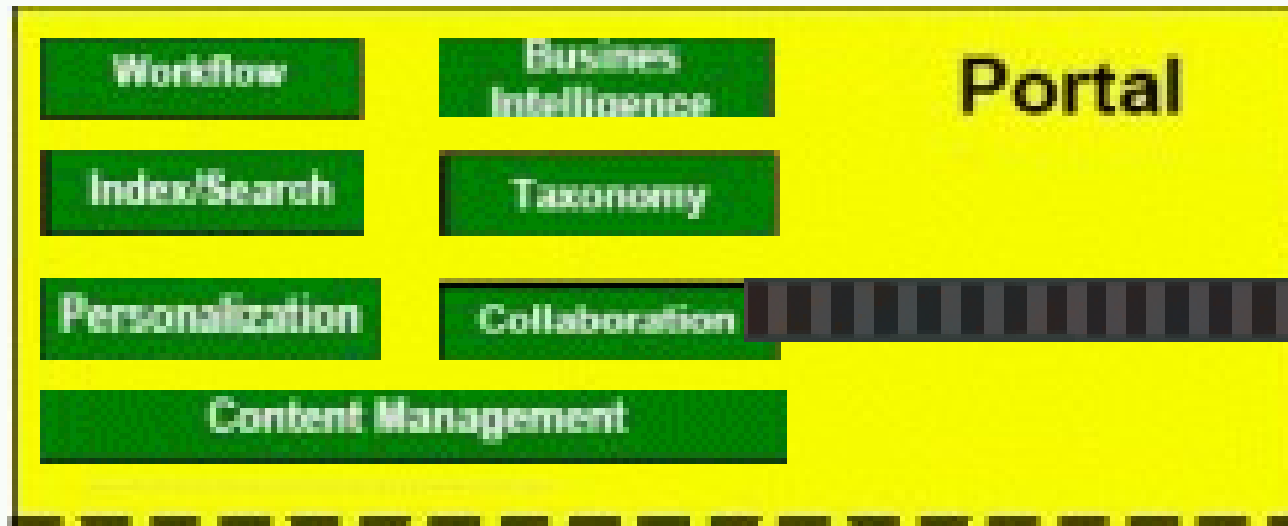 Workflow
Busines
Intelligence
Portal
Index/Search
Taxonomy
Personalization
Collaboration
Content Management